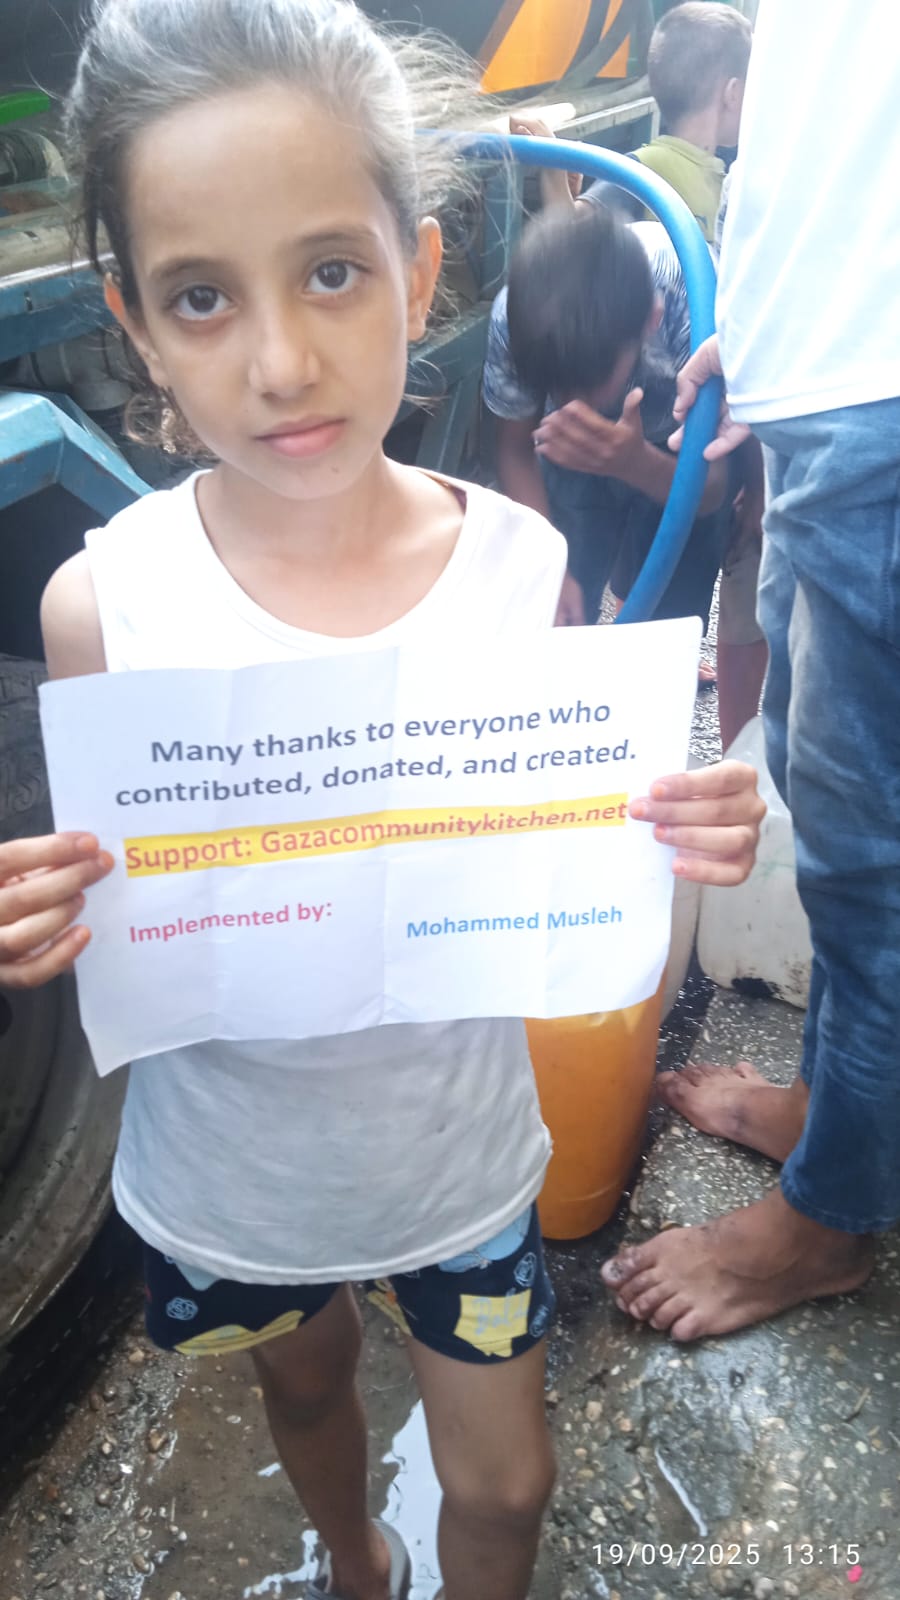 Many thanks to everyone who
contributed, donated, and created.
Support: Gazacommunitykitchen.net
Implemented by:
Mohammed Musleh
19/09/2025 13:15